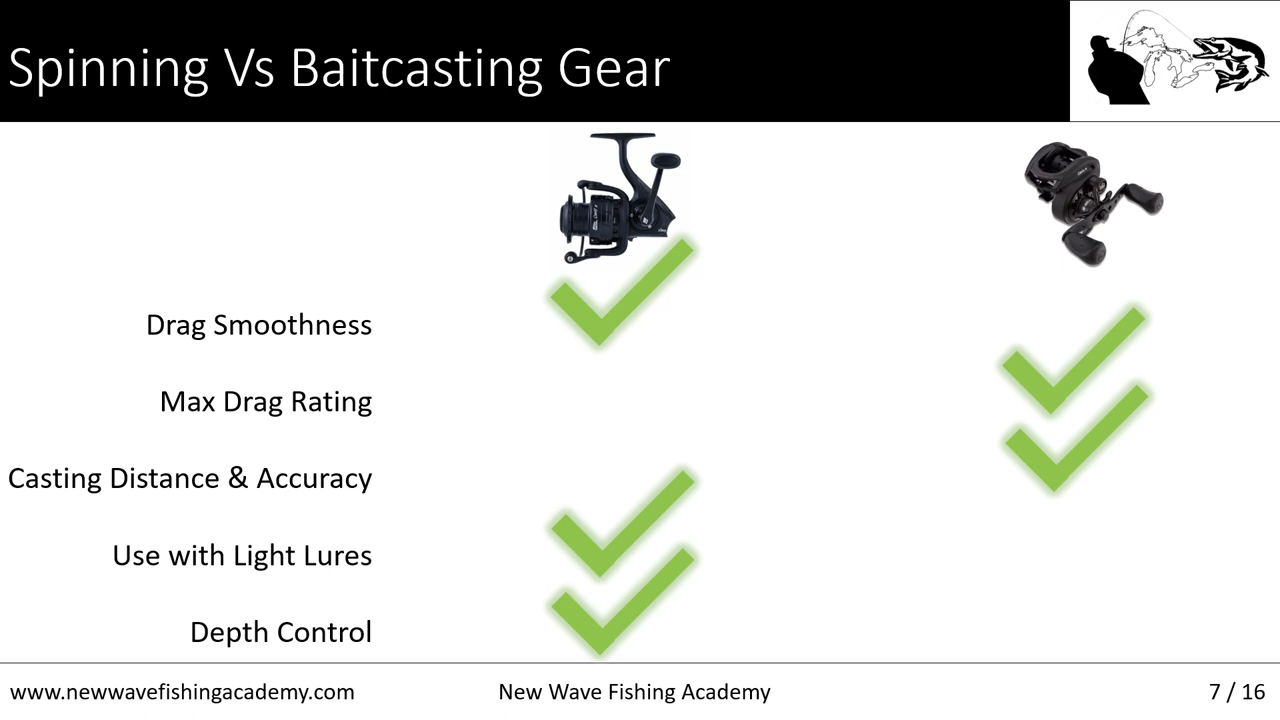 Spinning Vs Baitcasting Gear
Drag Smoothness
Max Drag Rating
Casting Distance & Accuracy
Use with Light Lures
Depth Control
www.newwavefishingacademy.com
New Wave Fishing Academy
7 / 16